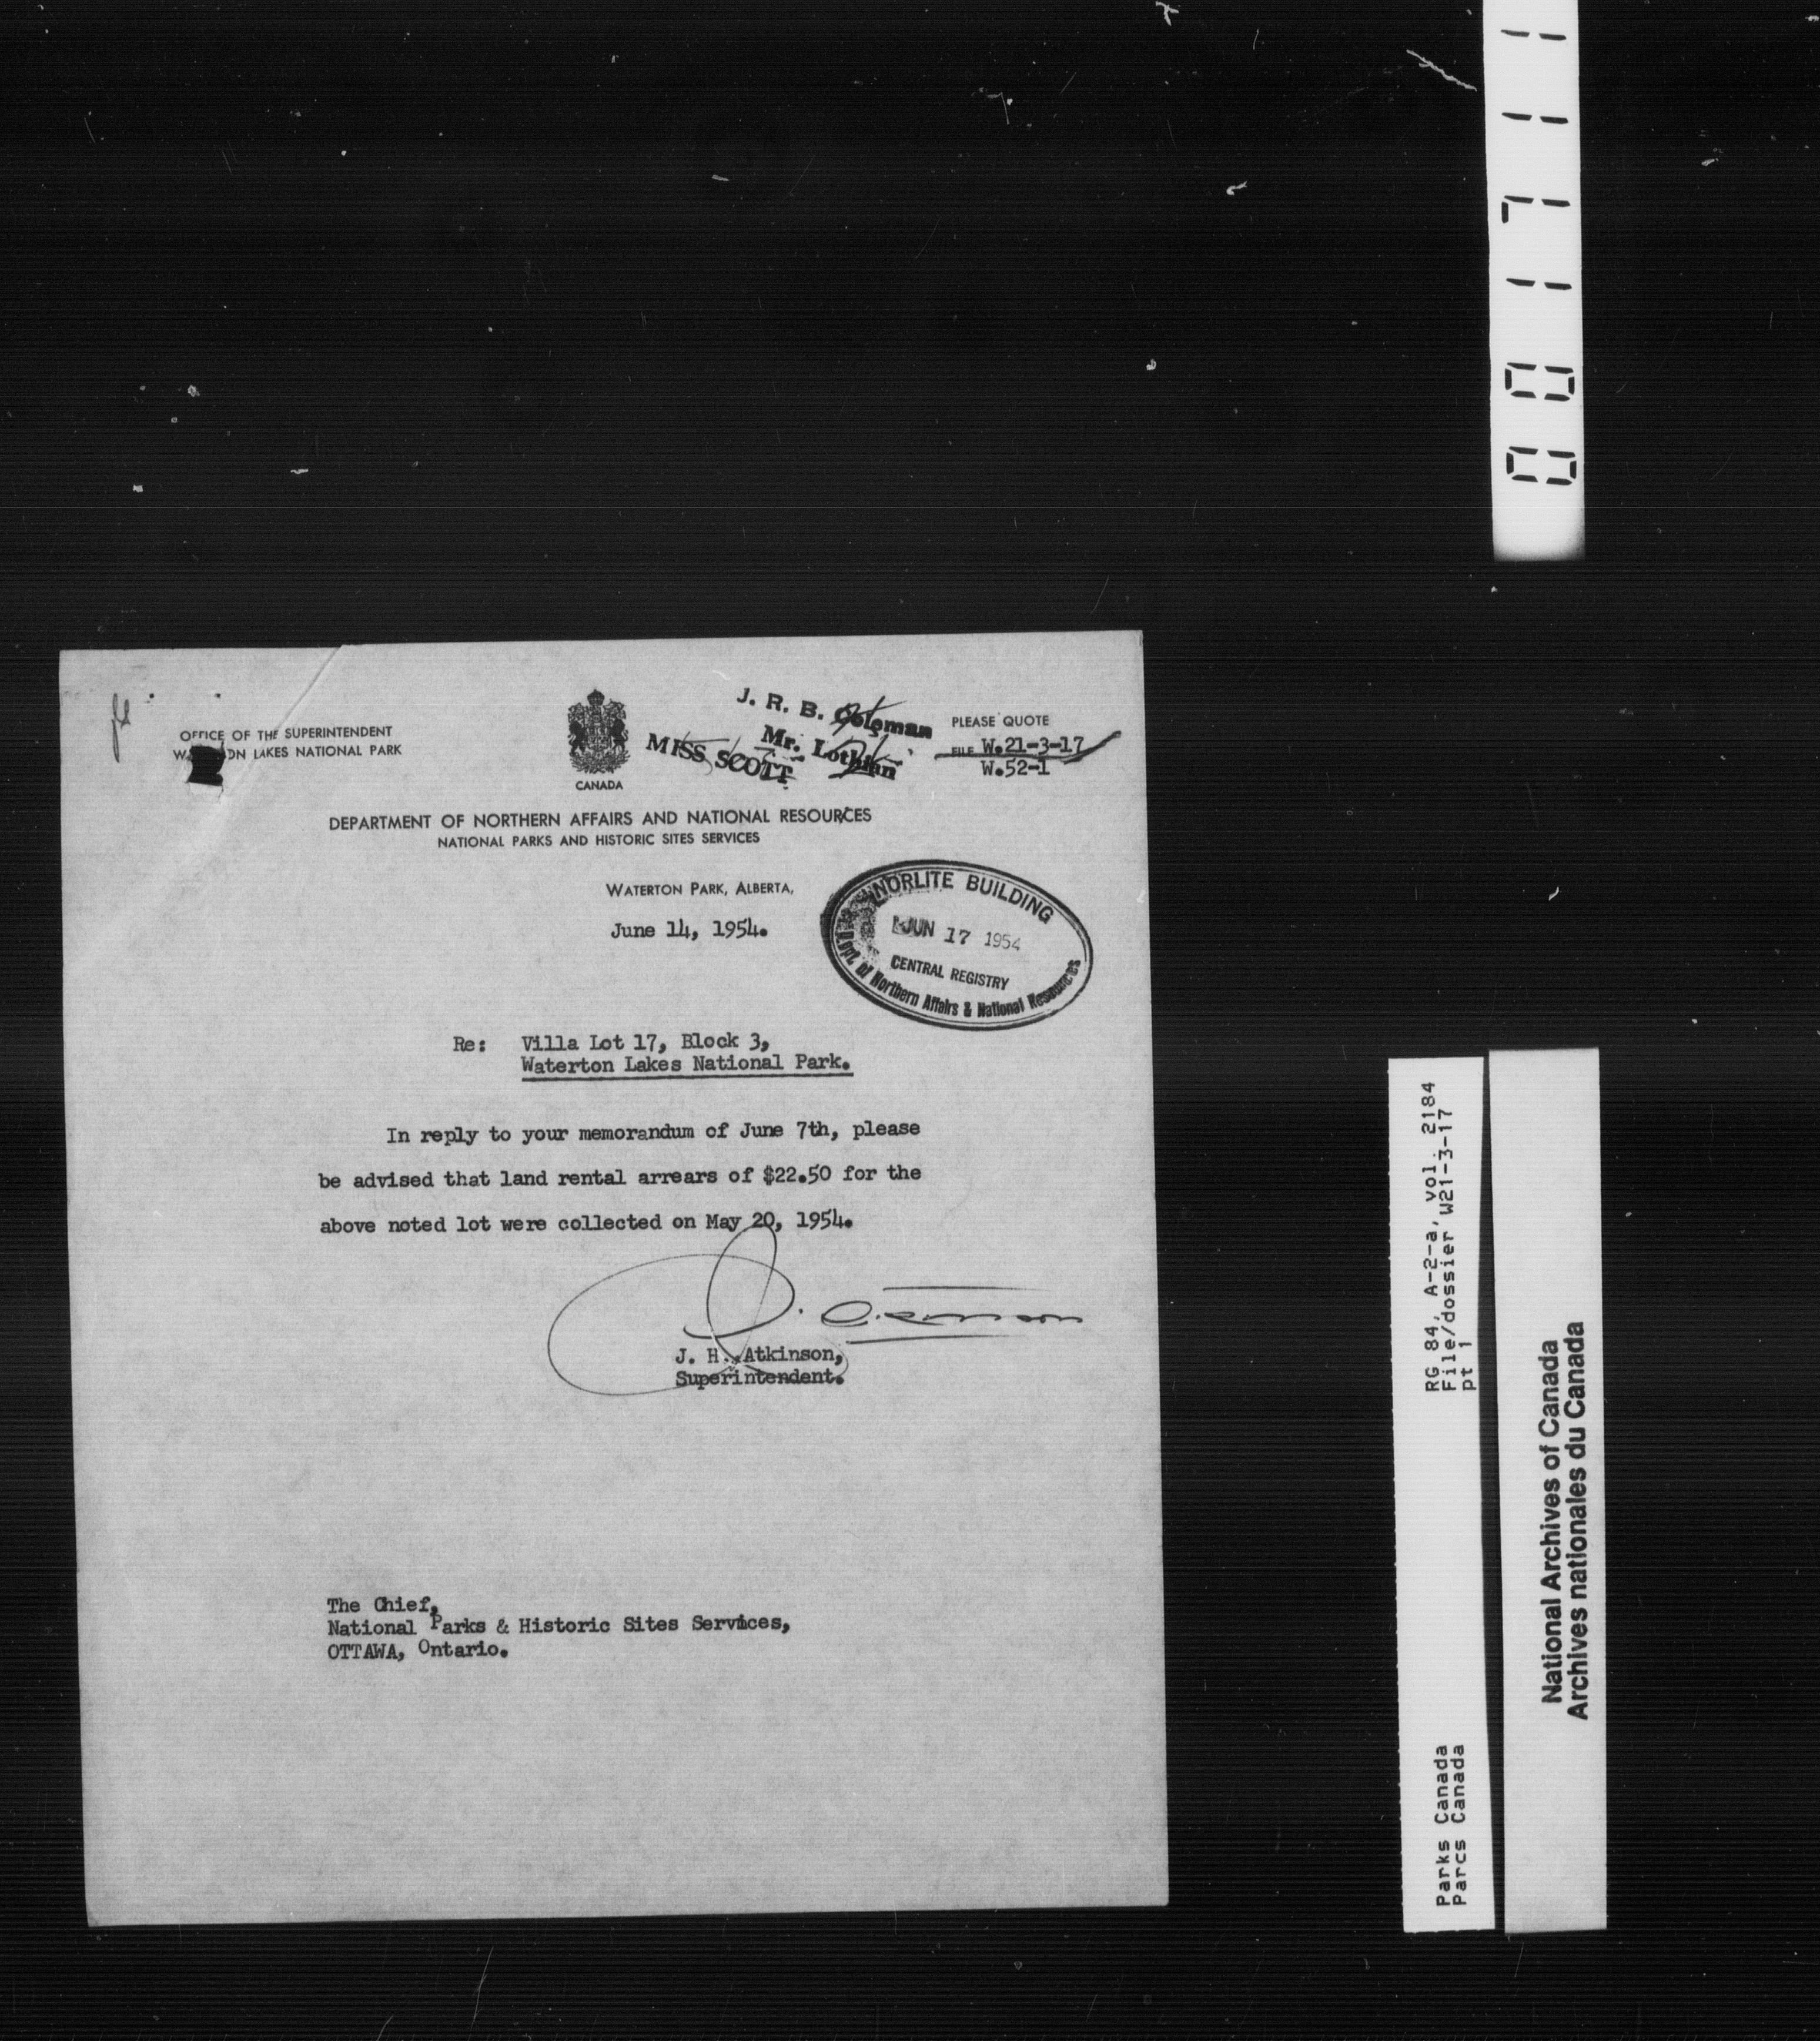 001711
OFFICE OF THE SUPERINTENDENT
LAKES NATIONAL PARK
CANADA
J. R. B. Coleman
Mr. Lothian
MISS SCOTT
PLEASE QUOTE
FILE W.21-3-17
W.52-1
DEPARTMENT OF NORTHERN AFFAIRS AND NATIONAL RESOURCES
NATIONAL PARKS AND HISTORIC SITES SERVICES
WATERTON PARK, ALBERTA,
June 14, 1954.
NORLITE BUILDING
JUN 17 1954
CENTRAL REGISTRY
Dept. of Northern Affairs & National Resources
Re: Villa Lot 17, Block 3,
Waterton Lakes National Park.
In reply to your memorandum of June 7th, please
be advised that land rental arrears of $22.50 for the
above noted lot were collected on May 20, 1954.
J. H. Atkinson,
Superintendent.
The Chief,
National Parks & Historic Sites Services,
OTTAWA, Ontario.
RG 84, A-2-a, vol. 2184
File/dossier W21-3-17
pt 1
Parks Canada
Parcs Canada
National Archives of Canada
Archives nationales du Canada